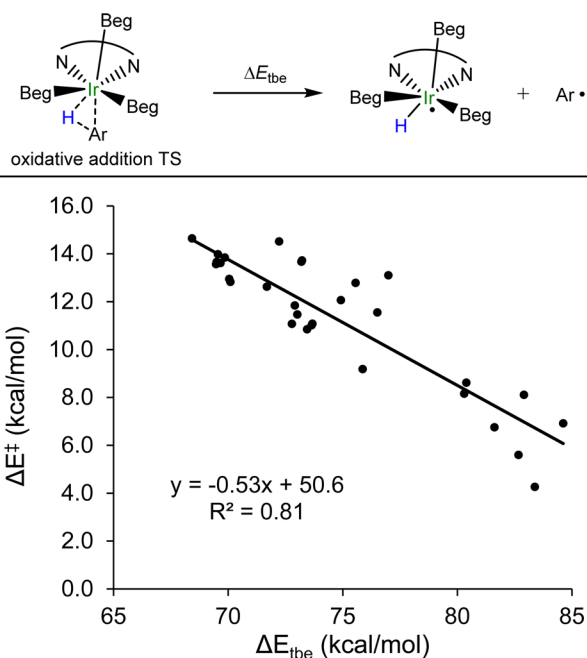 Beg
N
N
Beg
Ir
Beg
H
Ar
oxidative addition TS
ΔE_tbe
Beg
N
N
Beg
Ir
•
Beg
H
+ Ar •
16.0
14.0
12.0
10.0
8.0
6.0
4.0
2.0
0.0
ΔE‡ (kcal/mol)
y = -0.53x + 50.6
R² = 0.81
65 70 75 80 85
ΔE_tbe (kcal/mol)